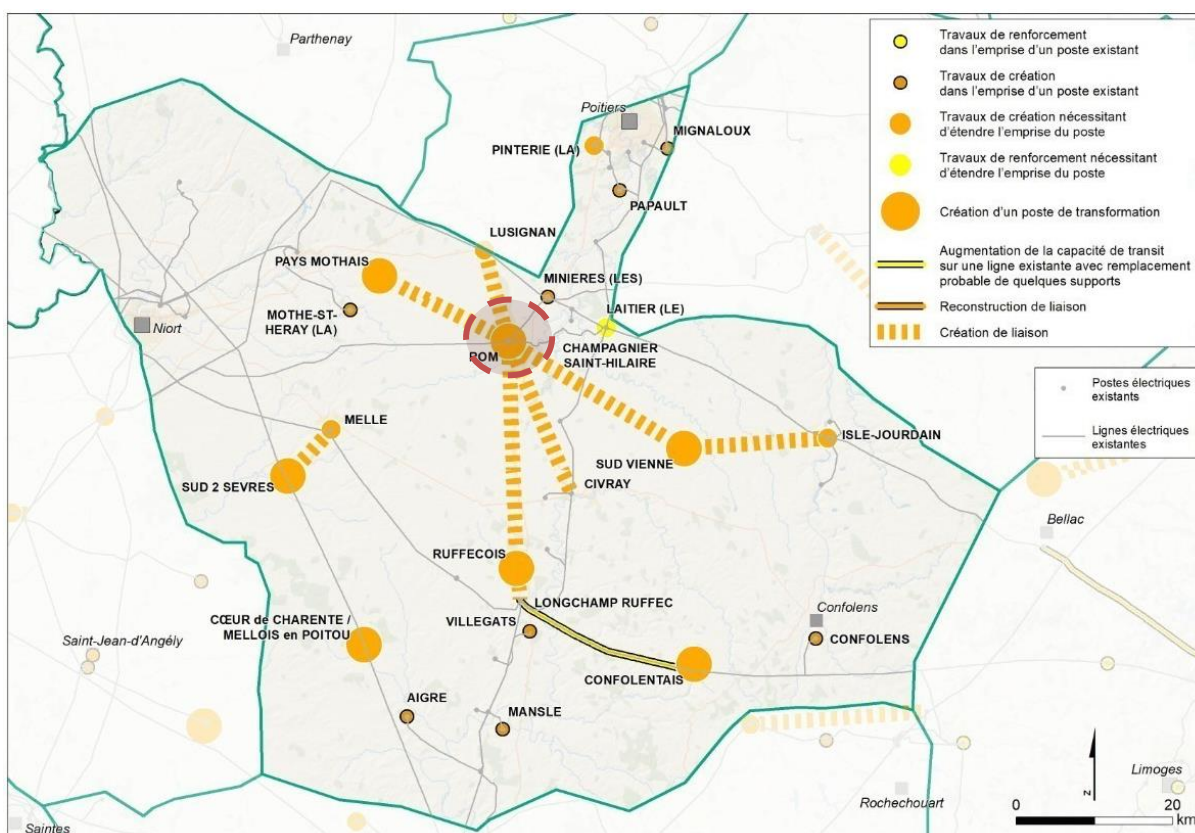 Parthenay
Poitiers
MIGNALOUX
PINTERIE (LA)
PAPAULT
LUSIGNAN
PAYS MOTHAIS
MINIERES (LES)
MOTHE-ST-
HERAY (LA)
LAITIER (LE)
Niort
ROM
CHAMPAGNIER
SAINT-HILAIRE
MELLE
ISLE-JOURDAIN
SUD VIENNE
SUD 2 SEVRES
CIVRAY
Bellac
RUFFECOIS
LONGCHAMP RUFFEC
VILLEGATS
Confolens
CŒUR de CHARENTE /
MELLOIS en POITOU
CONFOLENS
Saint-Jean-d'Angély
CONFOLENTAIS
AIGRE
MANSLE
Limoges
Rochechouart
Saintes
Travaux de renforcement
dans l'emprise d'un poste existant
Travaux de création
dans l'emprise d'un poste existant
Travaux de création nécessitant
d'étendre l'emprise du poste
Travaux de renforcement nécessitant
d'étendre l'emprise du poste
Création d'un poste de transformation
Augmentation de la capacité de transit
sur une ligne existante avec remplacement
probable de quelques supports
Reconstruction de liaison
Création de liaison
Postes électriques
existants
Lignes électriques
existantes
N
0 20
km